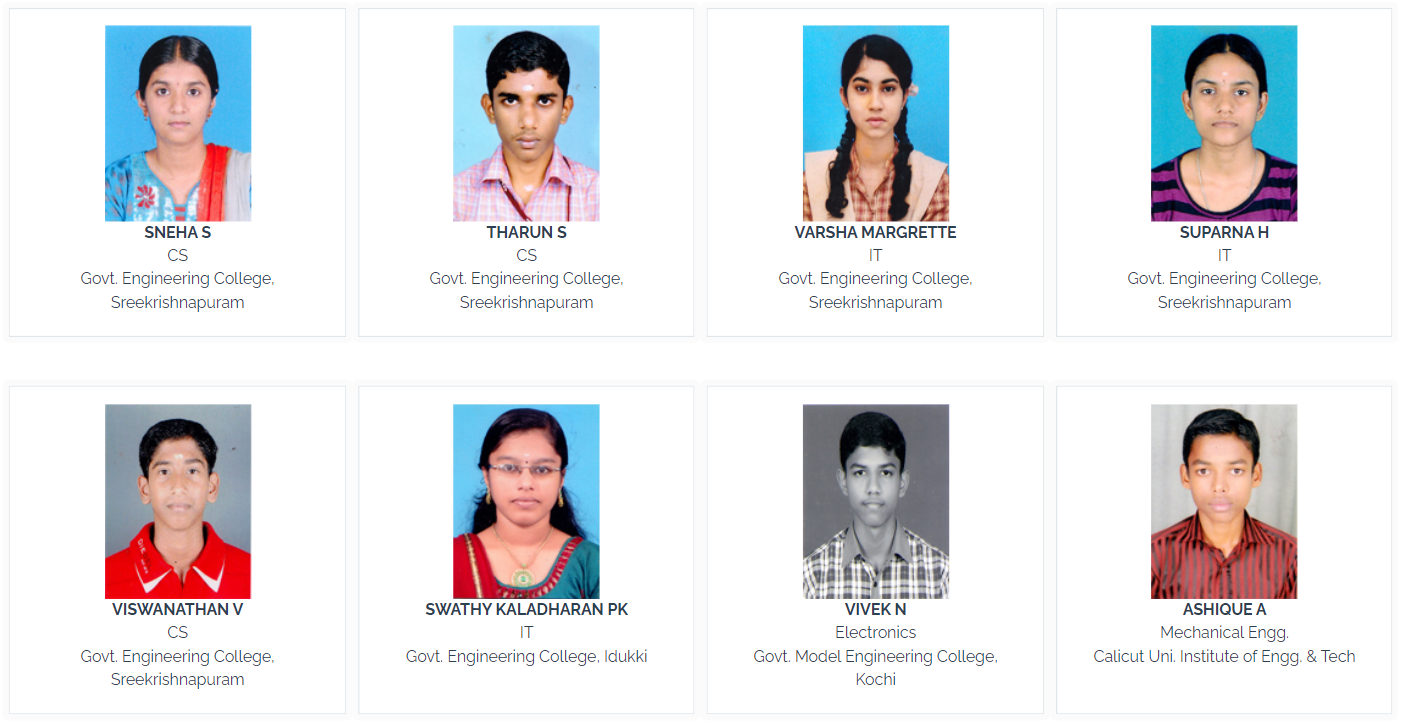 SNEHA S
CS
Govt. Engineering College,
Sreekrishnapuram
THARUN S
CS
Govt. Engineering College,
Sreekrishnapuram
VARSHA MARGRETTE
IT
Govt. Engineering College,
Sreekrishnapuram
SUPARNA H
IT
Govt. Engineering College,
Sreekrishnapuram
VISWANATHAN V
CS
Govt. Engineering College,
Sreekrishnapuram
SWATHY KALADHARAN PK
IT
Govt. Engineering College, Idukki
VIVEK N
Electronics
Govt. Model Engineering College,
Kochi
ASHIQUE A
Mechanical Engg.
Calicut Uni. Institute of Engg. & Tech